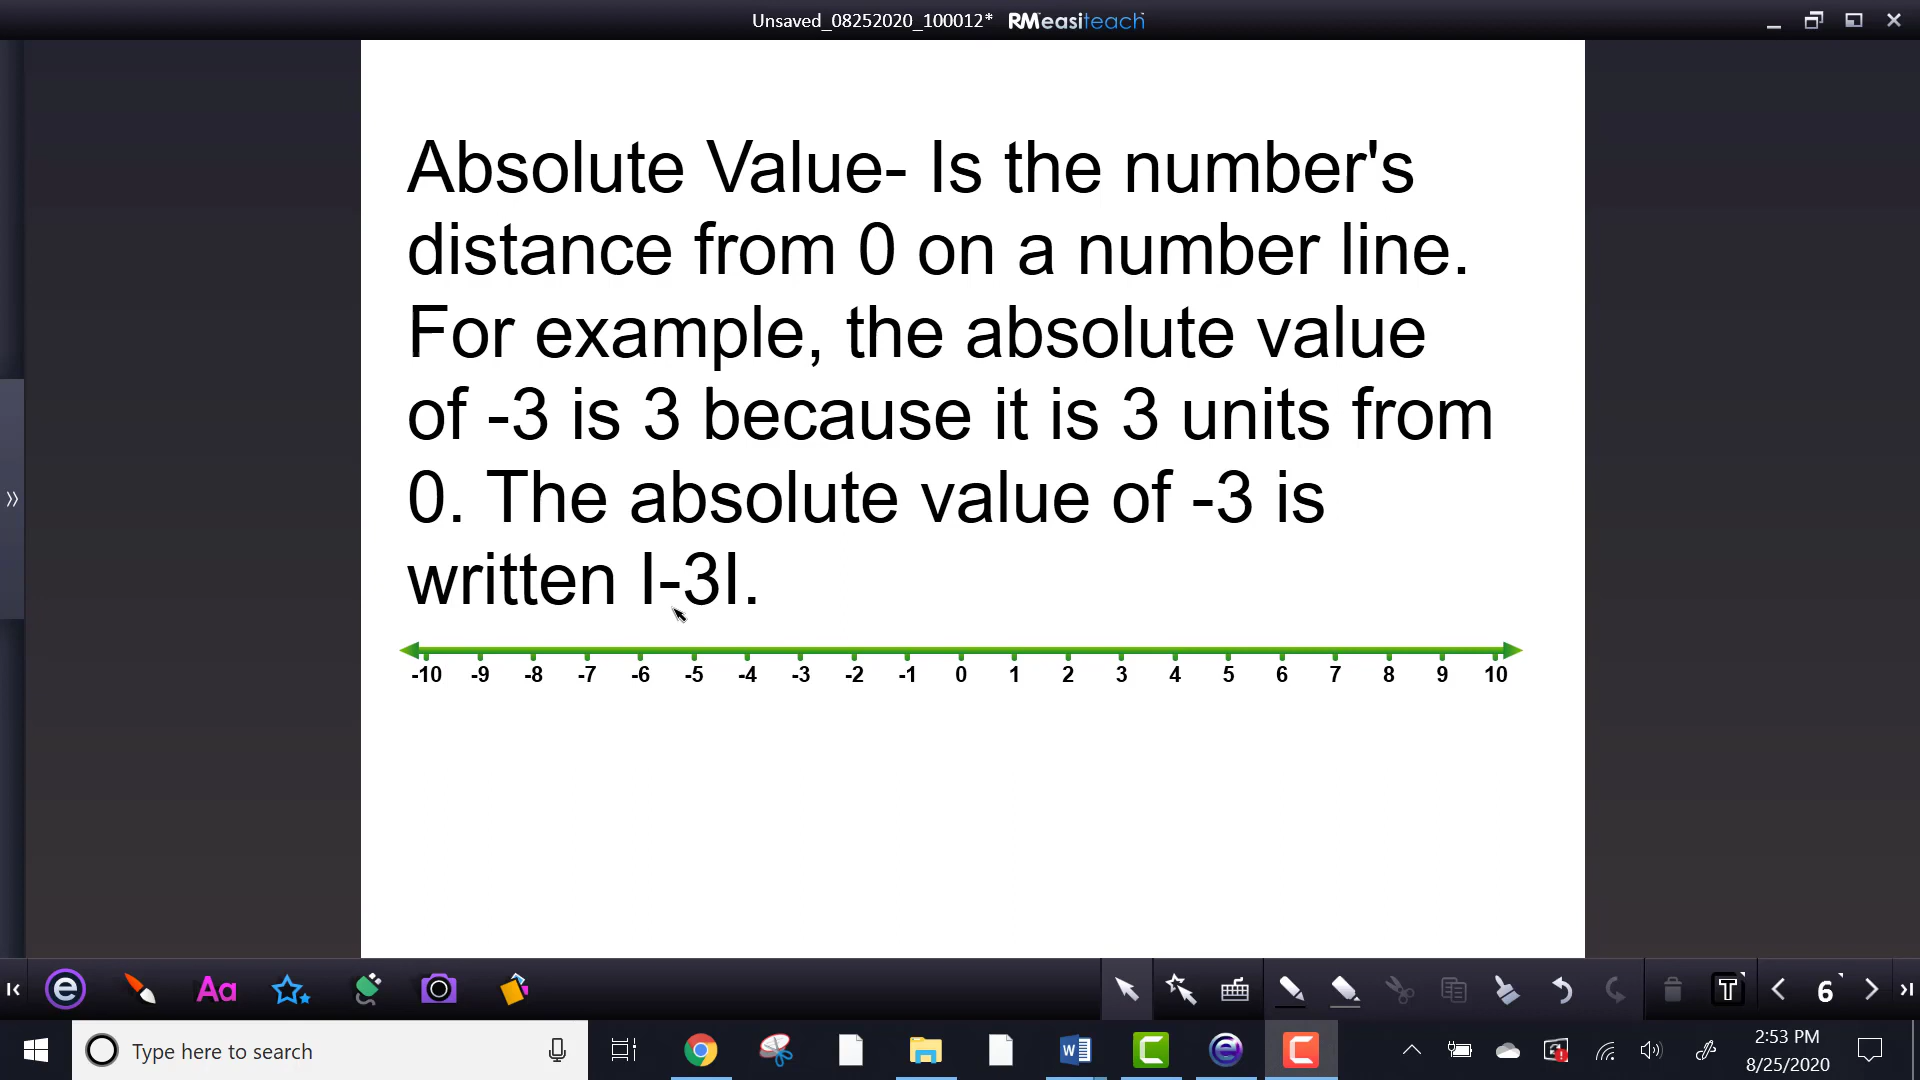 Unsaved_08252020_100012* RMeasiteach
Absolute Value- Is the number's
distance from 0 on a number line.
For example, the absolute value
of -3 is 3 because it is 3 units from
0. The absolute value of -3 is
written I-3I.
-10 -9 -8 -7 -6 -5 -4 -3 -2 -1 0 1 2 3 4 5 6 7 8 9 10
e Aa T 6
Type here to search
2:53 PM
8/25/2020